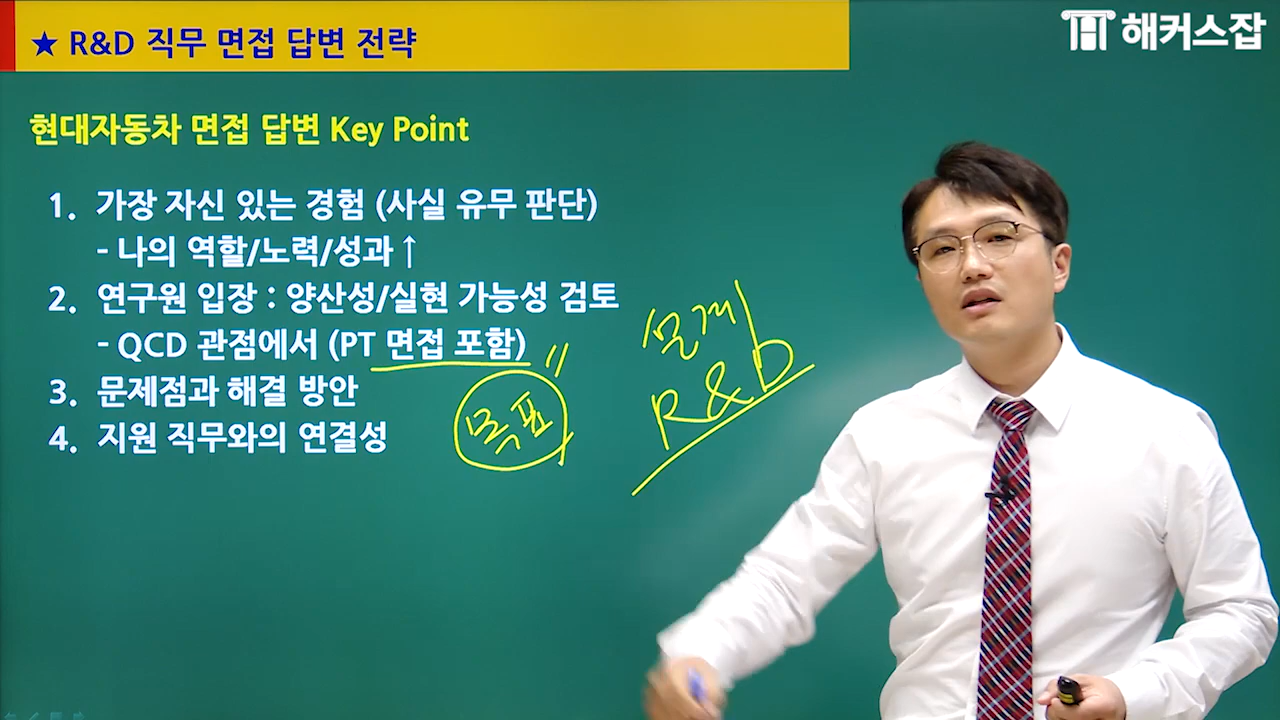 ★ R&D 직무 면접 답변 전략
해커스잡
현대자동차 면접 답변 Key Point
1. 가장 자신 있는 경험 (사실 유무 판단)
- 나의 역할/노력/성과↑
2. 연구원 입장 : 양산성/실현 가능성 검토
- QCD 관점에서 (PT 면접 포함)
3. 문제점과 해결 방안
4. 지원 직무와의 연결성
목표
설계
R&D